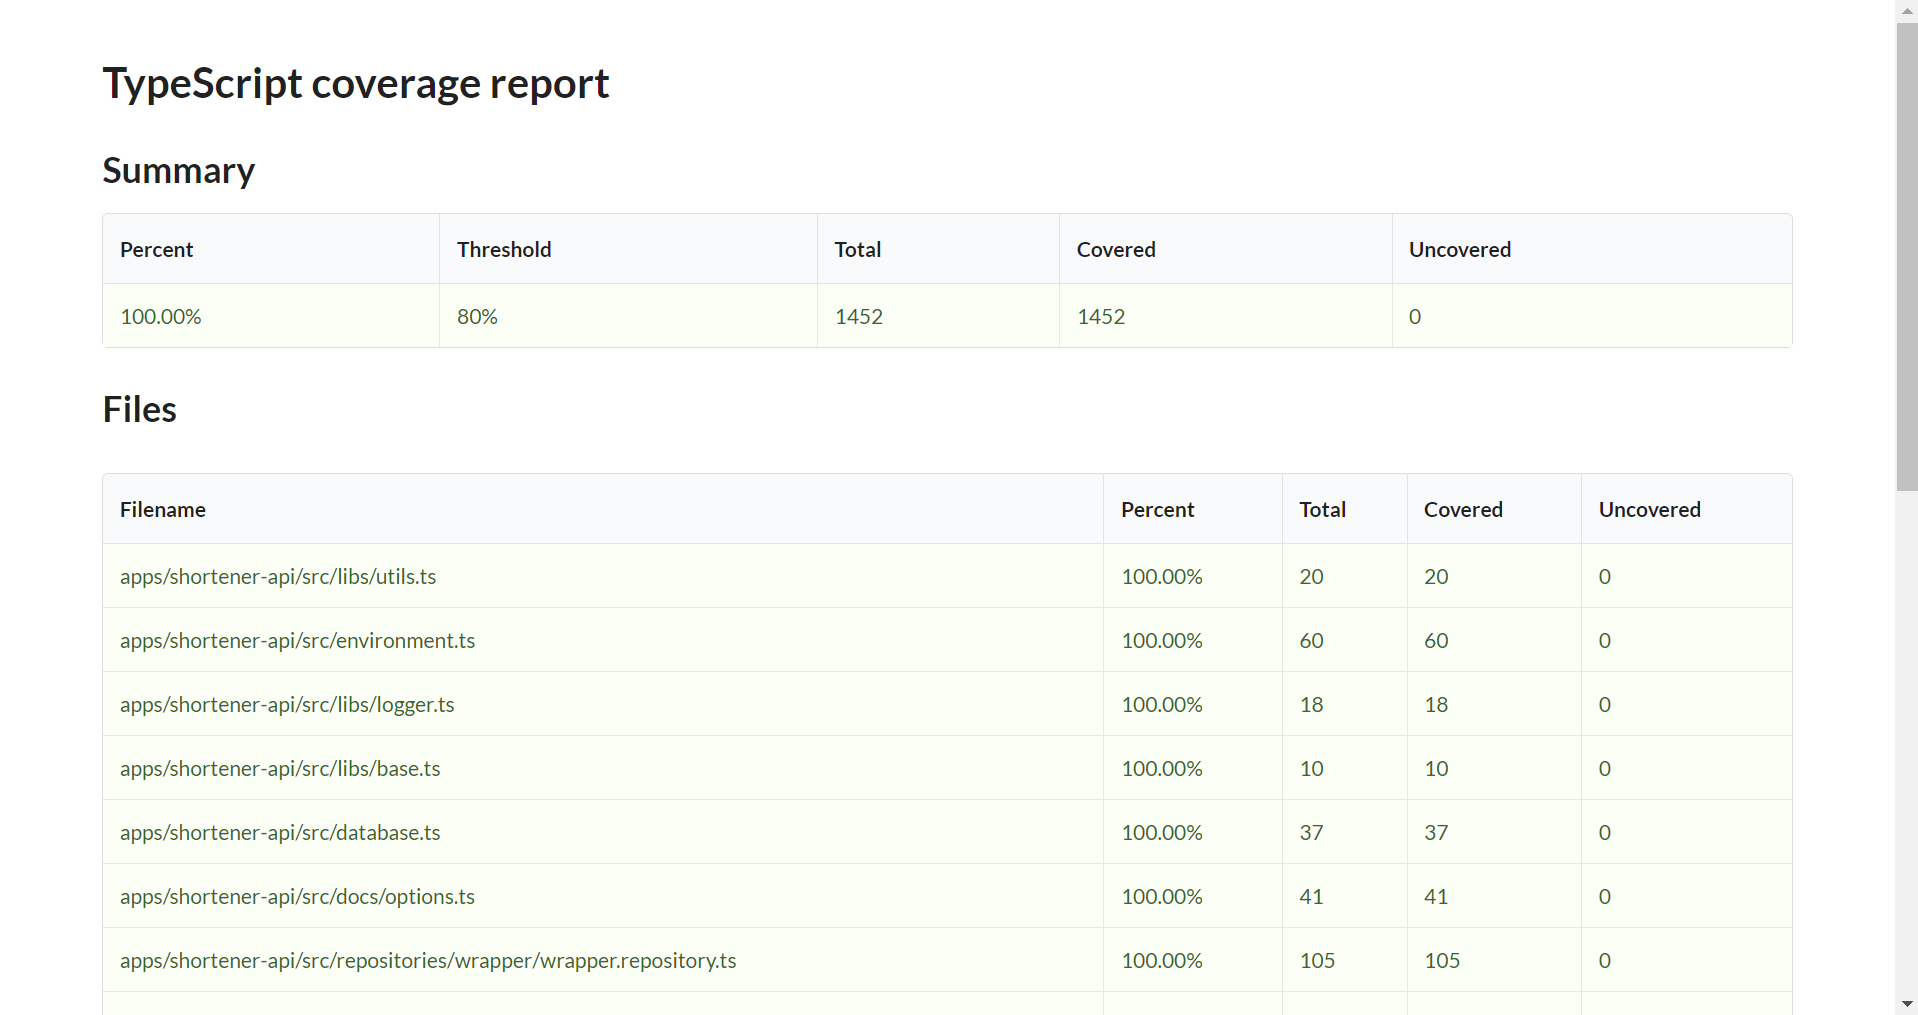 TypeScript coverage report
Summary
Percent Threshold Total Covered Uncovered
100.00% 80% 1452 1452 0
Files
Filename Percent Total Covered Uncovered
apps/shortener-api/src/libs/utils.ts 100.00% 20 20 0
apps/shortener-api/src/environment.ts 100.00% 60 60 0
apps/shortener-api/src/libs/logger.ts 100.00% 18 18 0
apps/shortener-api/src/libs/base.ts 100.00% 10 10 0
apps/shortener-api/src/database.ts 100.00% 37 37 0
apps/shortener-api/src/docs/options.ts 100.00% 41 41 0
apps/shortener-api/src/repositories/wrapper/wrapper.repository.ts 100.00% 105 105 0